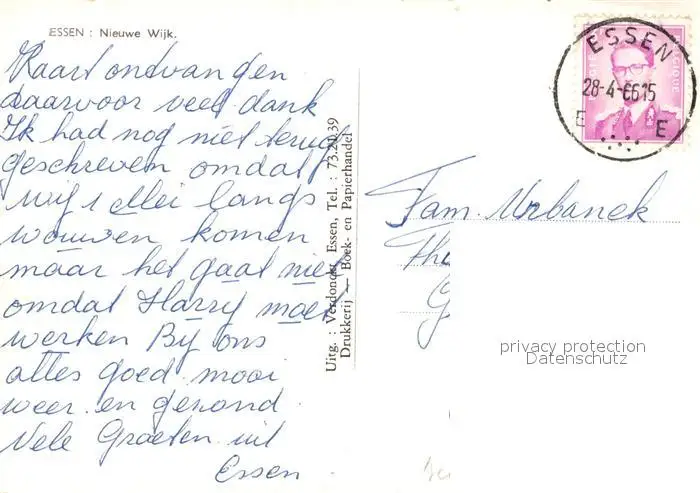 ESSEN : Nieuwe Wijk.
Kaart ontvangen
daarvoor veel dank
Ik had nog niet terug
geschreven omdat
wij 1 Mei langs
wouwen komen
maar het gaat niet
omdat Harry moet
werken Bij ons
alles goed mooi
weer en gezond.
Vele Groeten uit
Essen
Uitg. : Verdonckt Essen, Tel. : 73.20.39
Drukkerij — Boek- en Papierhandel
ESSEN
28-4-66 15
E E
BELGIQUE
Fam. Urbanek
privacy protection
Datenschutz